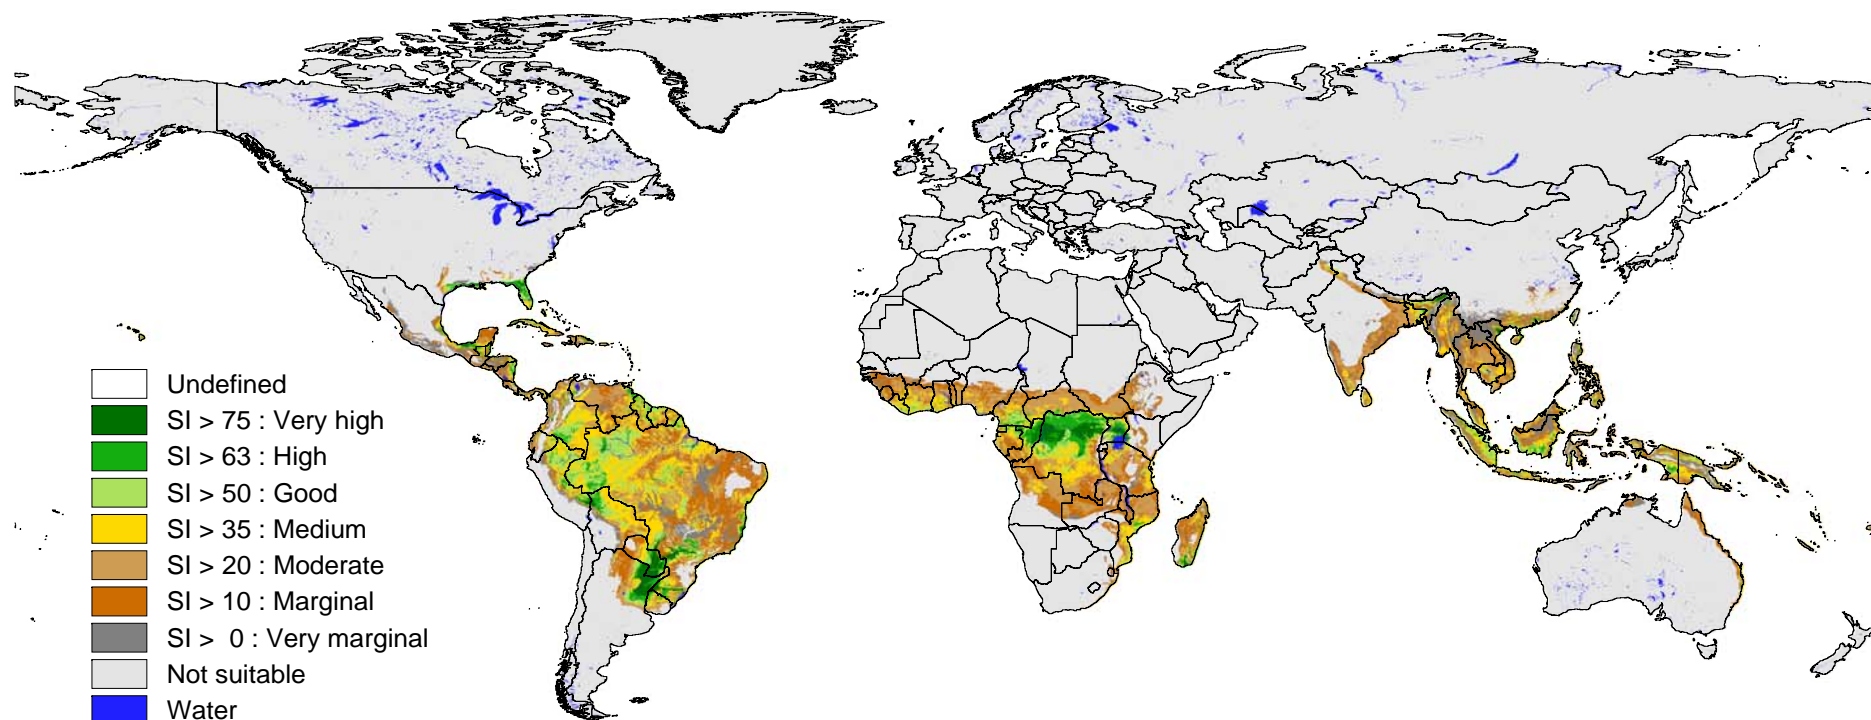 Undefined
SI > 75 : Very high
SI > 63 : High
SI > 50 : Good
SI > 35 : Medium
SI > 20 : Moderate
SI > 10 : Marginal
SI > 0 : Very marginal
Not suitable
Water